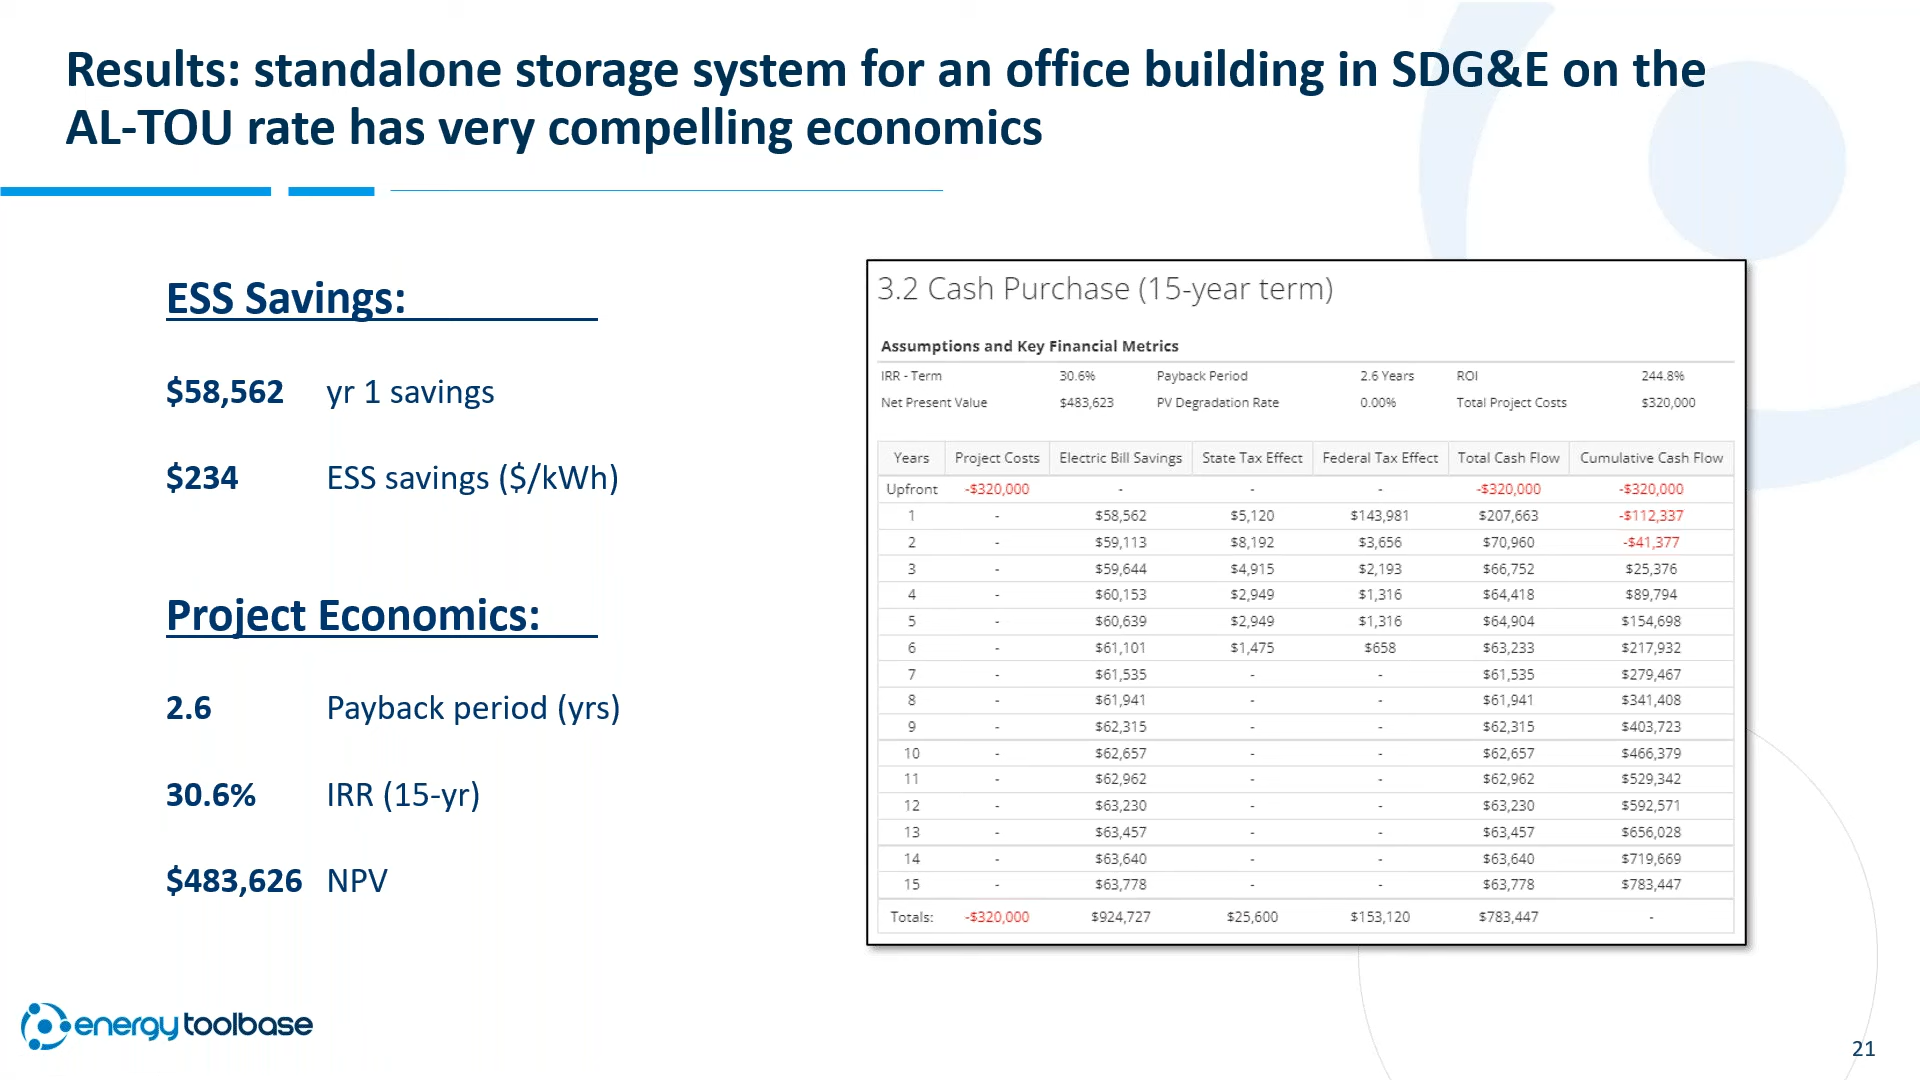 Results: standalone storage system for an office building in SDG&E on the
AL-TOU rate has very compelling economics
ESS Savings:
$58,562 yr 1 savings
$234 ESS savings ($/kWh)
Project Economics:
2.6 Payback period (yrs)
30.6% IRR (15-yr)
$483,626 NPV
3.2 Cash Purchase (15-year term)
Assumptions and Key Financial Metrics
IRR - Term 30.6% Payback Period 2.6 Years ROI 244.8%
Net Present Value $483,623 PV Degradation Rate 0.00% Total Project Costs $320,000
Years Project Costs Electric Bill Savings State Tax Effect Federal Tax Effect Total Cash Flow Cumulative Cash Flow
Upfront -$320,000 - - - -$320,000 -$320,000
1 - $58,562 $5,120 $143,981 $207,663 -$112,337
2 - $59,113 $8,192 $3,656 $70,960 -$41,377
3 - $59,644 $4,915 $2,193 $66,752 $25,376
4 - $60,153 $2,949 $1,316 $64,418 $89,794
5 - $60,639 $2,949 $1,316 $64,904 $154,698
6 - $61,101 $1,475 $658 $63,233 $217,932
7 - $61,535 - - $61,535 $279,467
8 - $61,941 - - $61,941 $341,408
9 - $62,315 - - $62,315 $403,723
10 - $62,657 - - $62,657 $466,379
11 - $62,962 - - $62,962 $529,342
12 - $63,230 - - $63,230 $592,571
13 - $63,457 - - $63,457 $656,028
14 - $63,640 - - $63,640 $719,669
15 - $63,778 - - $63,778 $783,447
Totals: -$320,000 $924,727 $25,600 $153,120 $783,447 -
energy toolbase
21